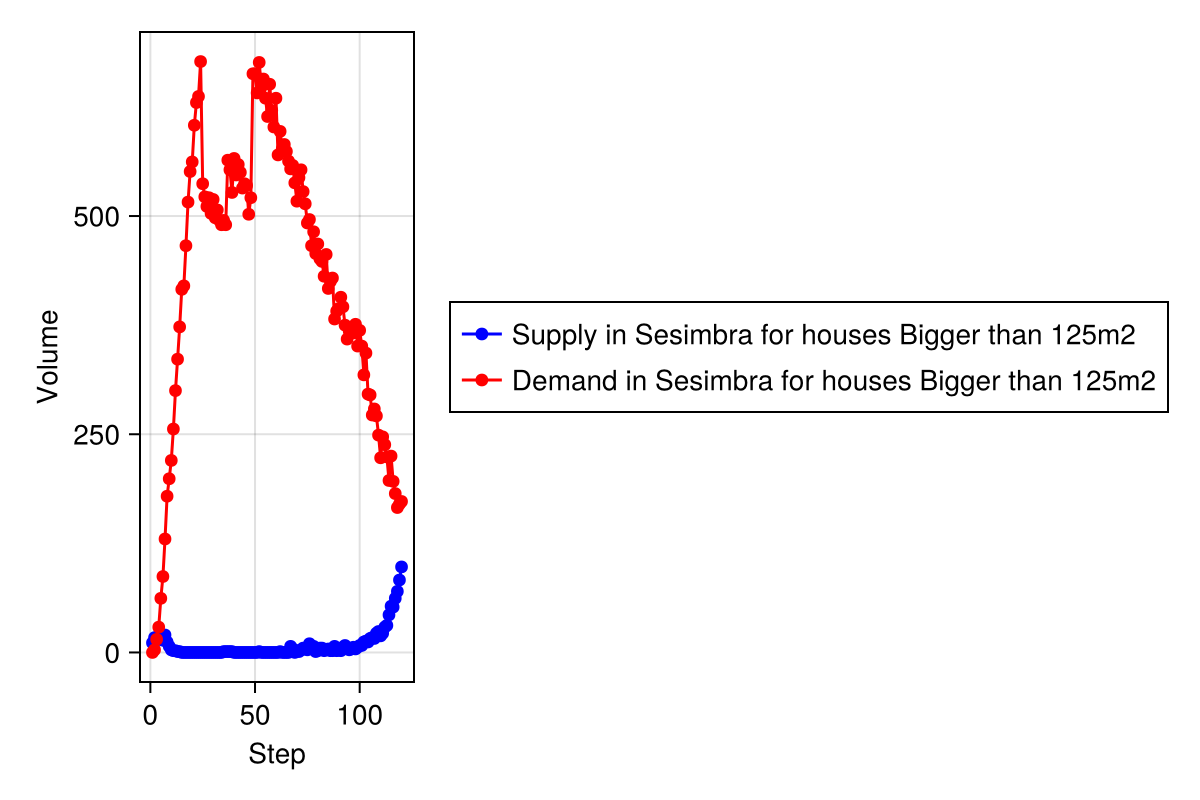 Volume
500
250
0
0 50 100
Step
Supply in Sesimbra for houses Bigger than 125m2
Demand in Sesimbra for houses Bigger than 125m2